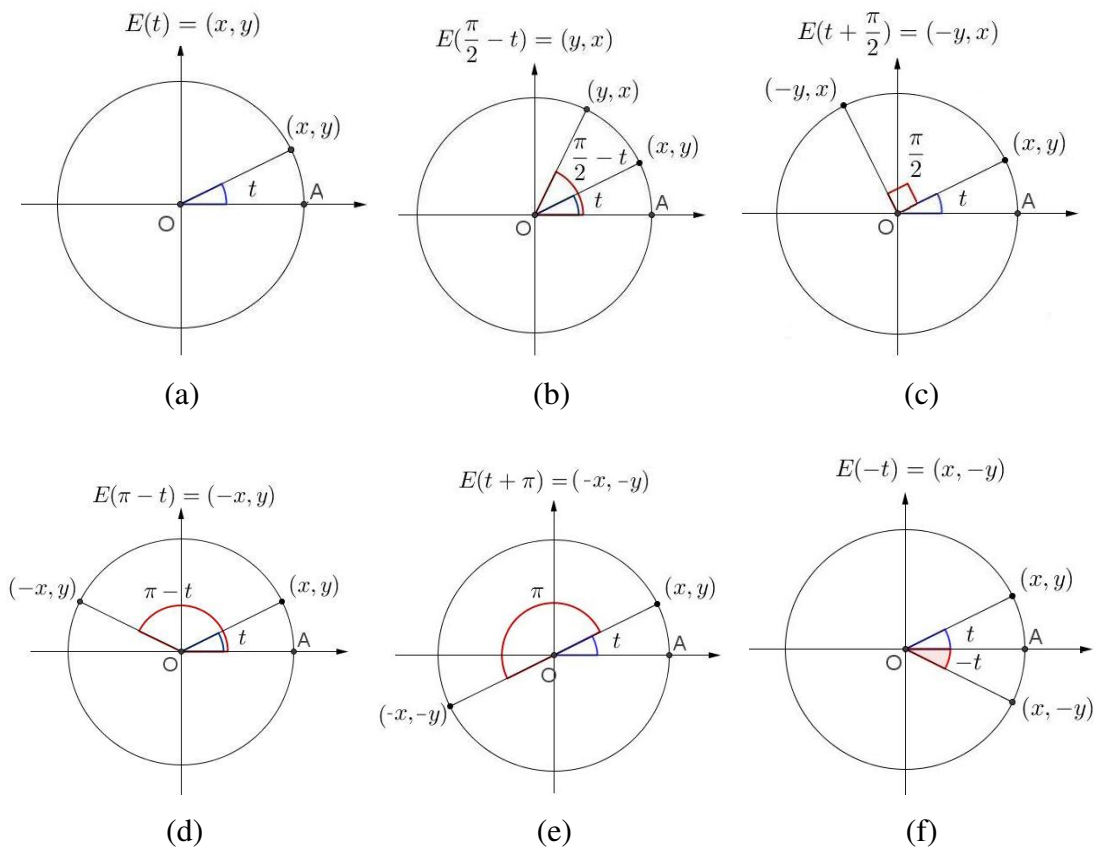 E(t) = (x, y)
(x, y)
t
A
O
(a)
E(π/2 − t) = (y, x)
(y, x)
π/2 − t
(x, y)
t
A
O
(b)
E(t + π/2) = (−y, x)
(−y, x)
π/2
(x, y)
t
A
O
(c)
E(π − t) = (−x, y)
(−x, y)
π − t
(x, y)
t
A
O
(d)
E(t + π) = (-x, -y)
π
(x, y)
t
A
O
(-x, -y)
(e)
E(−t) = (x, −y)
(x, y)
t
A
O
−t
(x, −y)
(f)